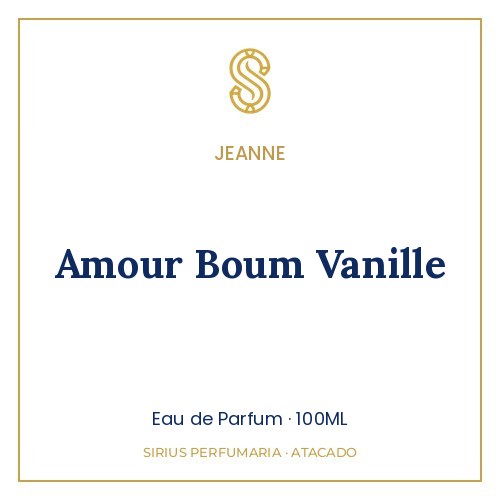 JEANNE
Amour Boum Vanille
Eau de Parfum · 100ML
SIRIUS PERFUMARIA · ATACADO